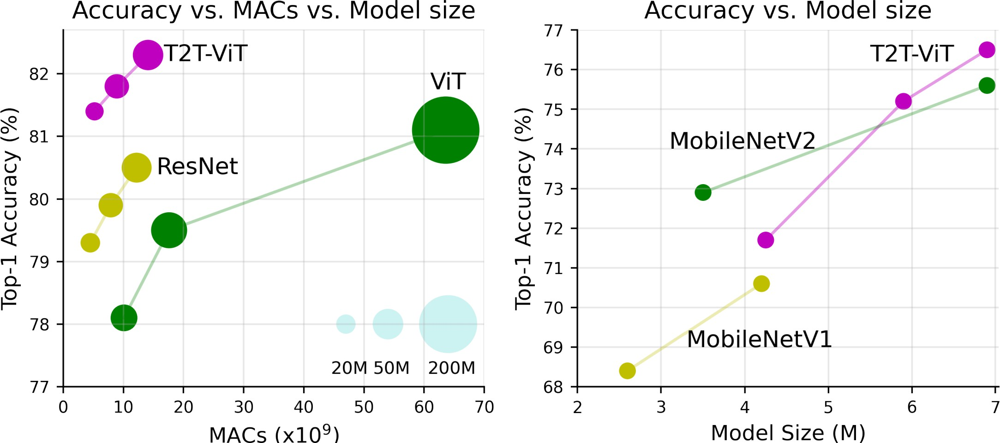 Accuracy vs. MACs vs. Model size
Top-1 Accuracy (%)
82
81
80
79
78
77
T2T-ViT
ViT
ResNet
20M 50M 200M
0 10 20 30 40 50 60 70
MACs (x10⁹)
Accuracy vs. Model size
Top-1 Accuracy (%)
77
76
75
74
73
72
71
70
69
68
T2T-ViT
MobileNetV2
MobileNetV1
2 3 4 5 6 7
Model Size (M)